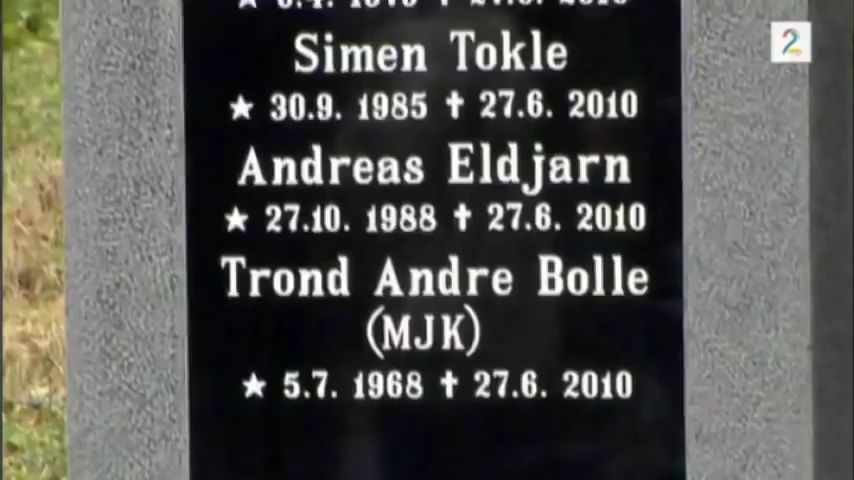 Simen Tokle
★ 30.9. 1985 ✝ 27.6. 2010
Andreas Eldjarn
★ 27.10. 1988 ✝ 27.6. 2010
Trond Andre Bolle
(MJK)
★ 5.7. 1968 ✝ 27.6. 2010
2